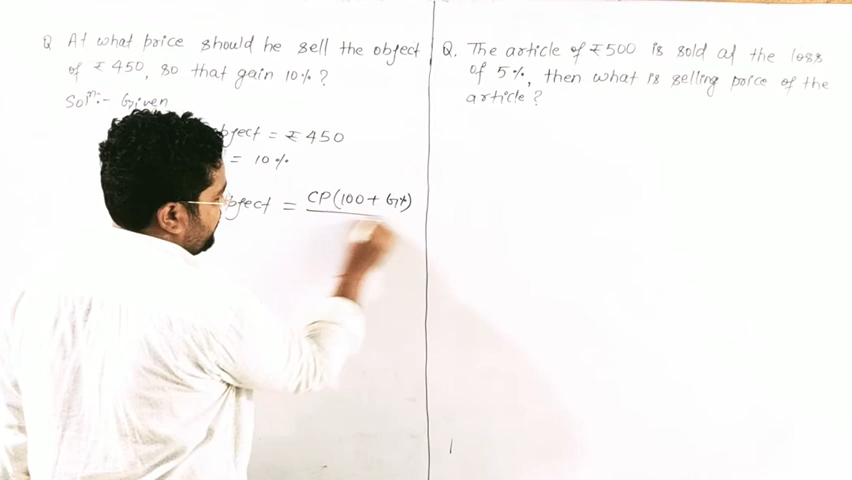 Q At what price should he sell the object
of ₹ 450, so that gain 10% ?
Solⁿ:- Given
bject = ₹ 450
= 10 %
bject = CP(100 + G%)
Q. The article of ₹ 500 is sold at the loss
of 5%, then what is selling price of the
article ?